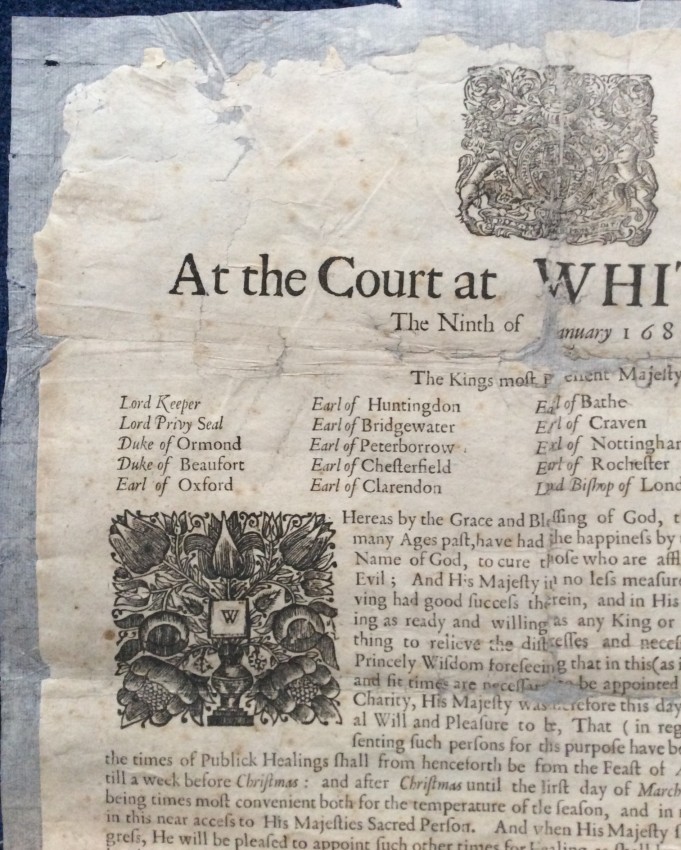 At the Court at WHI
The Ninth of anuary 168
The Kings moſt Majeſty
Lord Keeper
Lord Privy Seal
Duke of Ormond
Duke of Beaufort
Earl of Oxford
Earl of Huntingdon
Earl of Bridgewater
Earl of Peterborrow
Earl of Cheſterfield
Earl of Clarendon
Earl of Bathe
Earl of Craven
Earl of Nottingham
Earl of Rocheſter
Lord Biſhop of Lond
W
Hereas by the Grace and Bleſſing of God, t
many Ages paſt, have had the happineſs by
Name of God, to cure thoſe who are affl
Evil ; And His Majeſty in no leſs meaſure
ving had good ſucceſs therein, and in His
ing as ready and willing as any King or
thing to relieve the diſtreſſes and neceſ
Princely Wiſdom foreſeeing that in this (as i
and fit times are neceſſary to be appointed
Charity, His Majeſty was therefore this day
al Will and Pleaſure to be, That ( in reg
ſenting ſuch perſons for this purpoſe have be
the times of Publick Healings ſhall from henceforth be from the Feaſt of A
till a week before Chriſtmas : and after Chriſtmas until the firſt day of March
being times moſt convenient both for the temperature of the ſeaſon, and in
in this near acceſs to His Majeſties Sacred Perſon. And when His Majeſty ſ
greſs, He will be pleaſed to appoint ſuch other times for